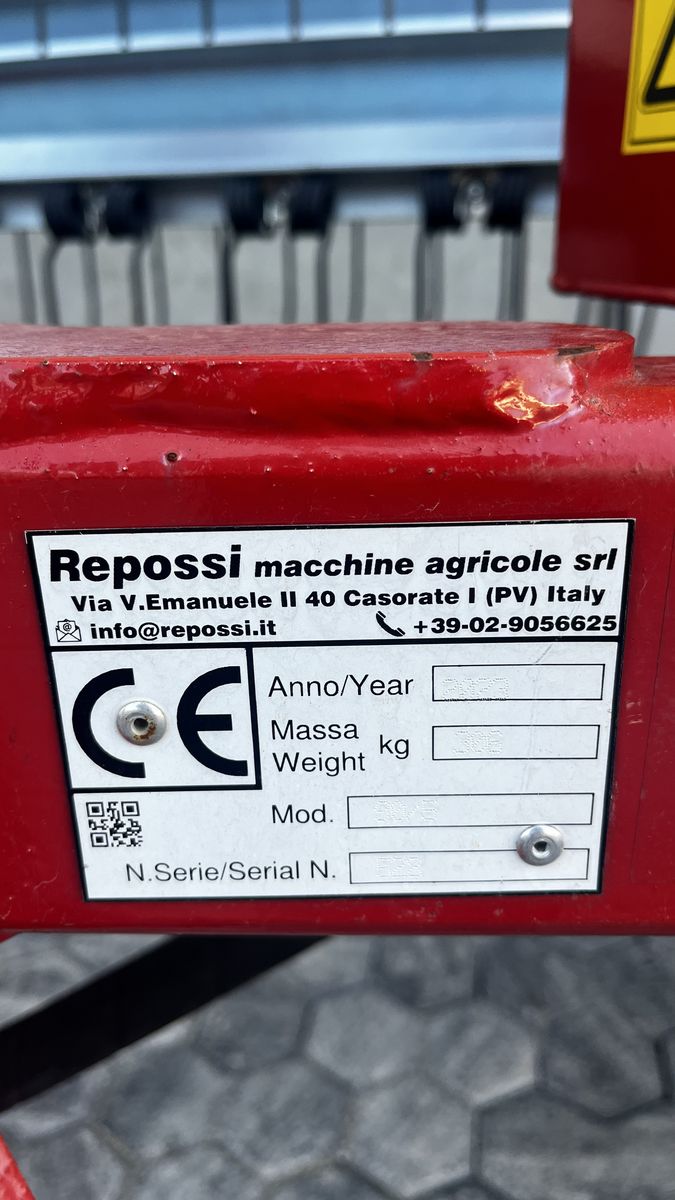 Repossi macchine agricole srl
Via V.Emanuele II 40 Casorate I (PV) Italy
info@repossi.it +39-02-9056625
CE
Anno/Year
Massa
Weight kg
Mod.
N.Serie/Serial N.